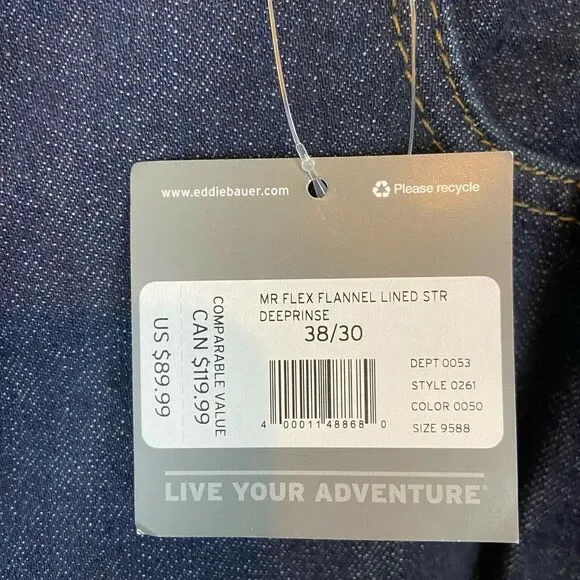 www.eddiebauer.com
Please recycle
MR FLEX FLANNEL LINED STR
DEEPRINSE
38/30
COMPARABLE VALUE
CAN $119.99
US $89.99
DEPT 0053
STYLE 0261
COLOR 0050
SIZE 9588
4 00011 48868 0
LIVE YOUR ADVENTURE®